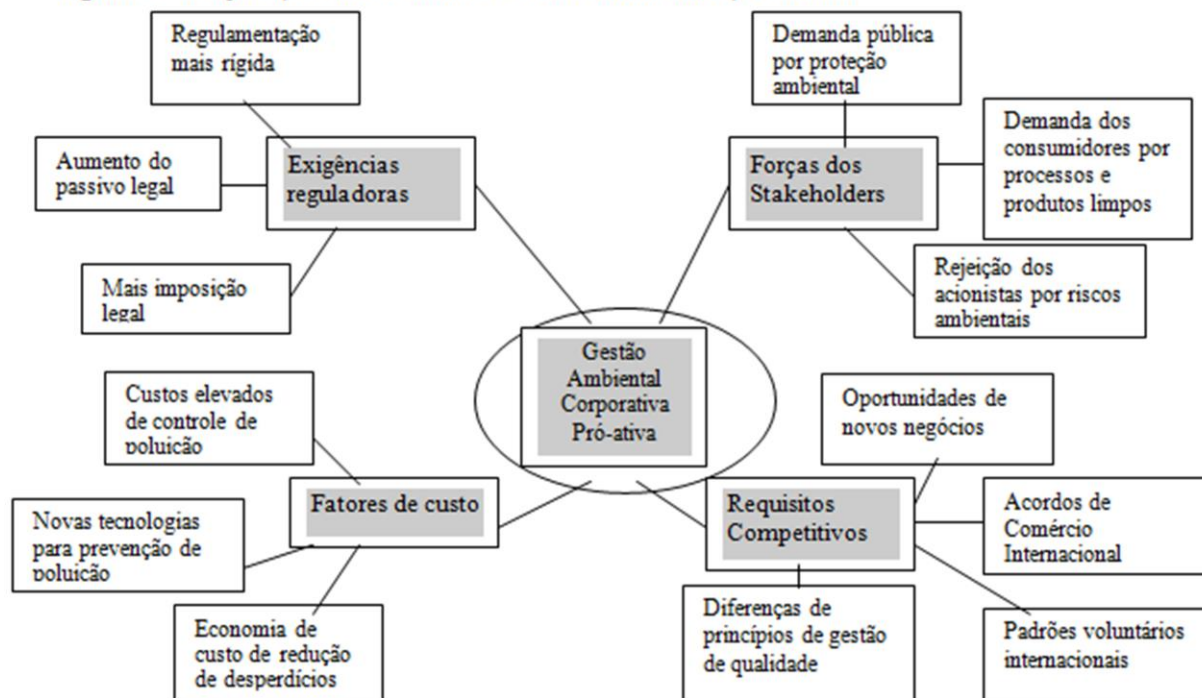 Regulamentação
mais rígida
Aumento do
passivo legal
Mais imposição
legal
Exigências
reguladoras
Demanda pública
por proteção
ambiental
Demanda dos
consumidores por
processos e
produtos limpos
Forças dos
Stakeholders
Rejeição dos
acionistas por riscos
ambientais
Gestão
Ambiental
Corporativa
Pró-ativa
Custos elevados
de controle de
poluição
Novas tecnologias
para prevenção de
poluição
Economia de
custo de redução
de desperdícios
Fatores de custo
Oportunidades de
novos negócios
Requisitos
Competitivos
Acordos de
Comércio
Internacional
Diferenças de
princípios de gestão
de qualidade
Padrões voluntários
internacionais